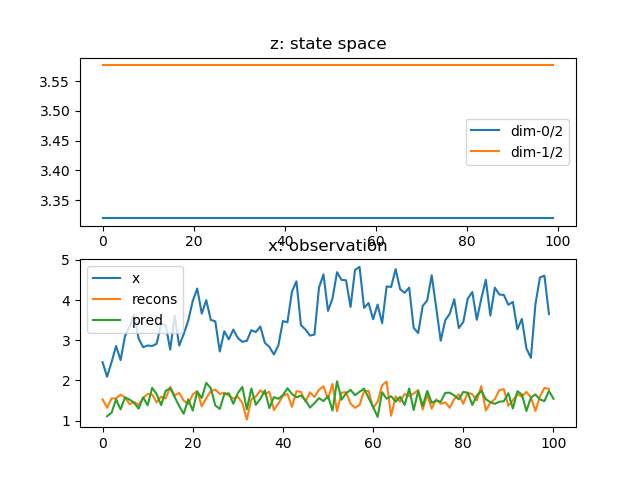 z: state space
3.55
3.50
3.45
3.40
3.35
dim-0/2
dim-1/2
0 20 40 60 80 100
x: observation
5
4
3
2
1
x
recons
pred
0 20 40 60 80 100